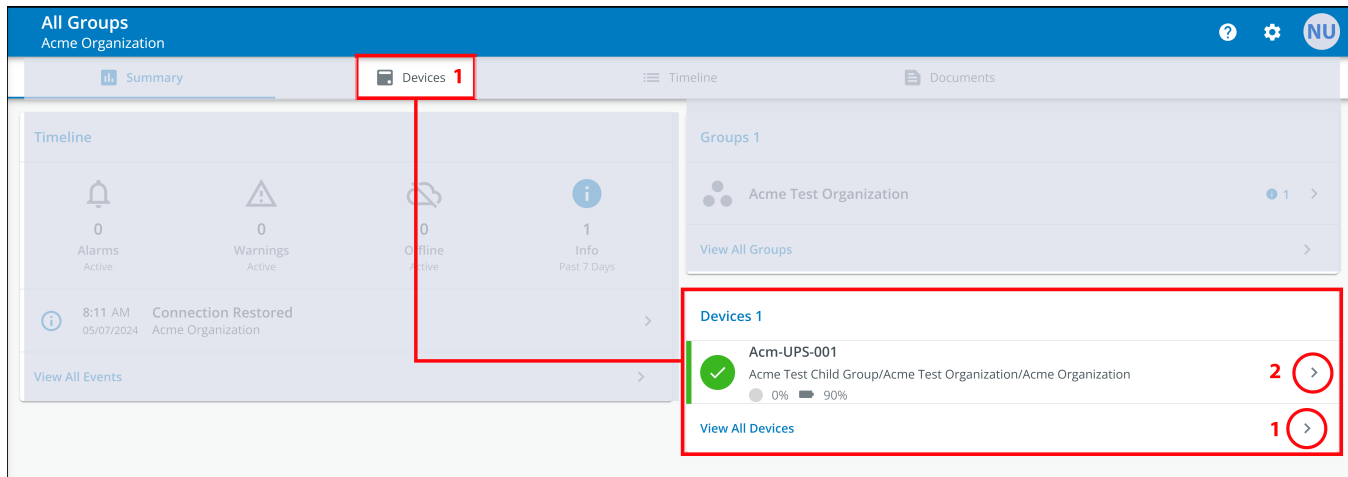 All Groups
Acme Organization
NU
Summary
Devices 1
Timeline
Documents
Timeline
0
Alarms
Active
0
Warnings
Active
0
Offline
Active
1
Info
Past 7 Days
8:11 AM Connection Restored
05/07/2024 Acme Organization
View All Events
Groups 1
Acme Test Organization
1
View All Groups
Devices 1
Acm-UPS-001
Acme Test Child Group/Acme Test Organization/Acme Organization
2
0% 90%
View All Devices
1